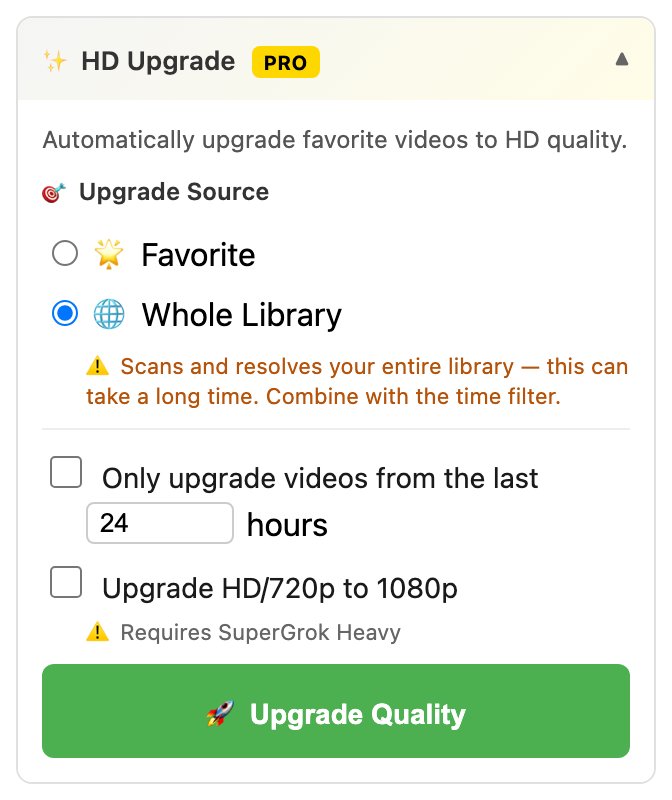 ✨ HD Upgrade PRO ▲
Automatically upgrade favorite videos to HD quality.
🎯 Upgrade Source
🌟 Favorite
🌐 Whole Library
⚠️ Scans and resolves your entire library — this can
take a long time. Combine with the time filter.
Only upgrade videos from the last
24 hours
Upgrade HD/720p to 1080p
⚠️ Requires SuperGrok Heavy
🚀 Upgrade Quality